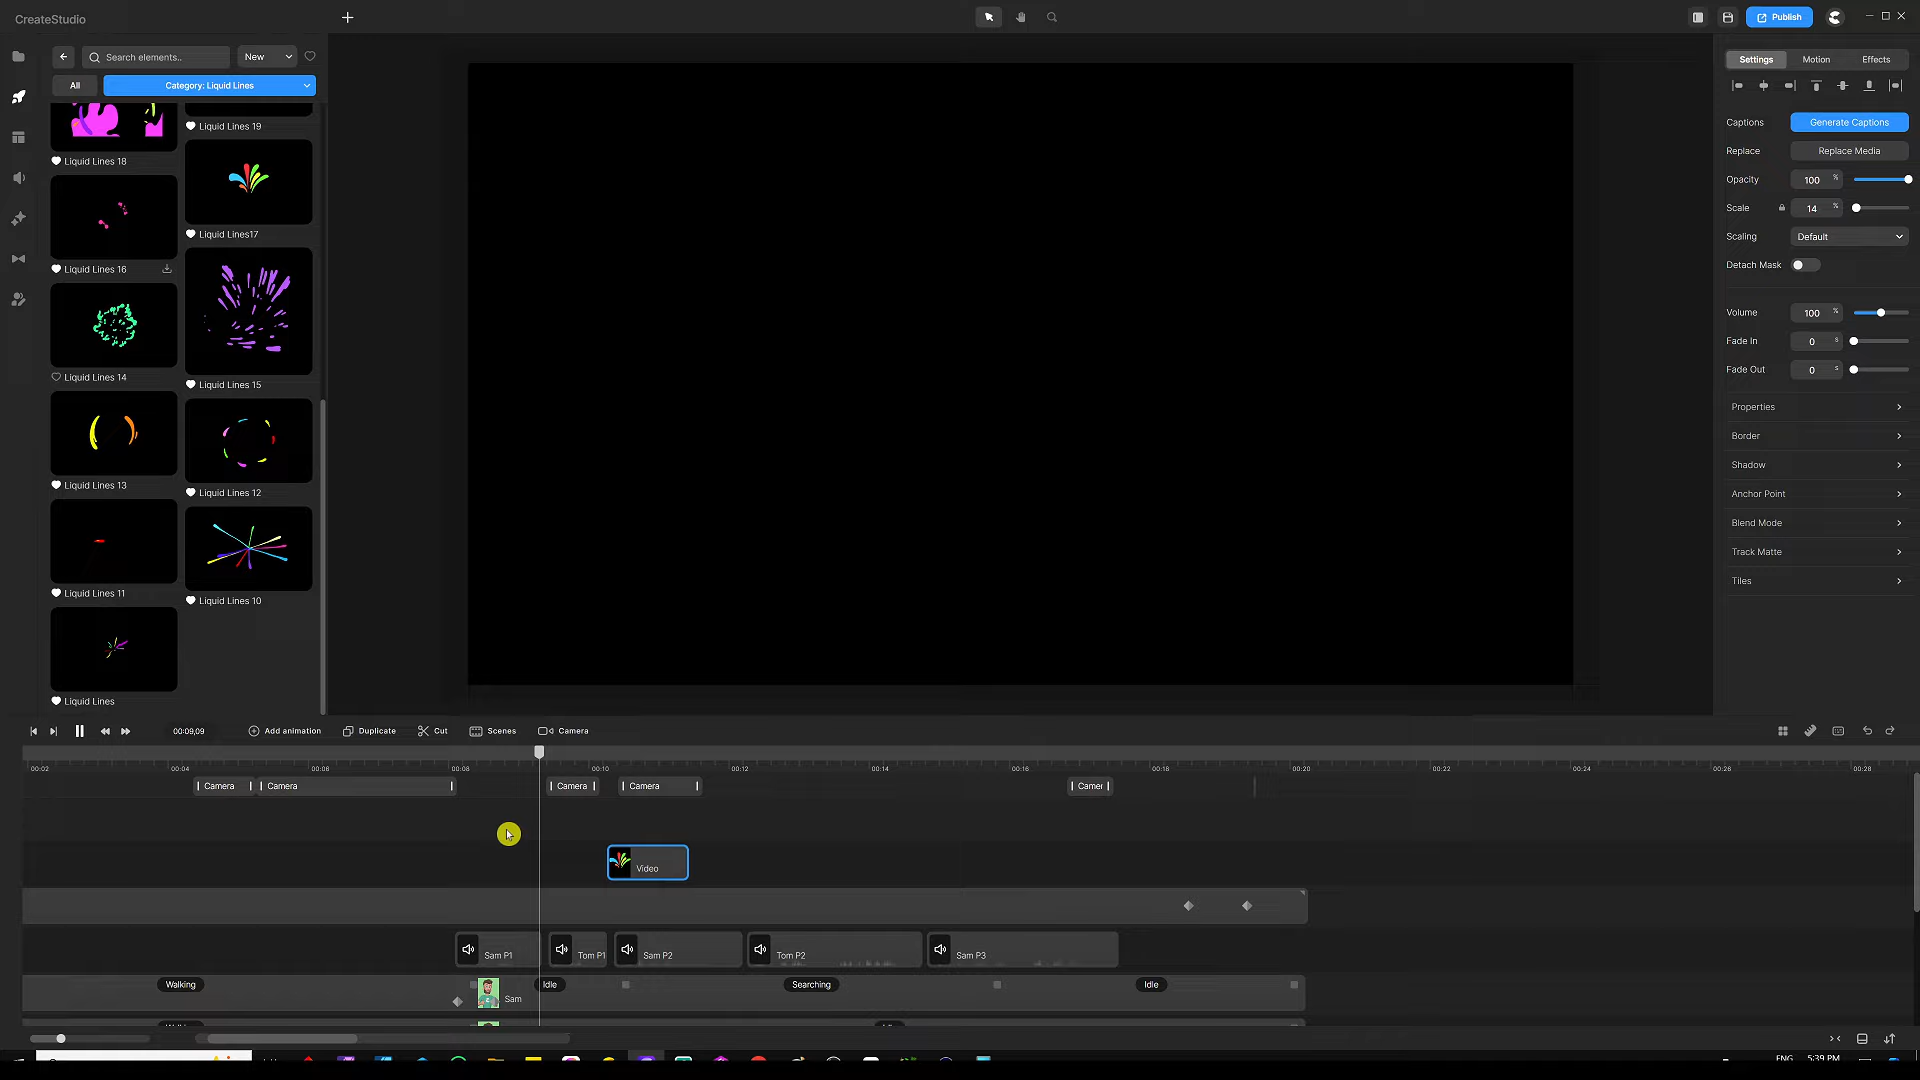 CreateStudio
Publish
Search elements..
New
Settings
Motion
Effects
All
Category: Liquid Lines
Liquid Lines 19
Liquid Lines 18
Liquid Lines17
Liquid Lines 16
Liquid Lines 14
Liquid Lines 15
Liquid Lines 13
Liquid Lines 12
Liquid Lines 11
Liquid Lines 10
Liquid Lines
Captions
Generate Captions
Replace
Replace Media
Opacity
100 %
Scale
14 %
Scaling
Default
Detach Mask
Volume
100 %
Fade In
0 s
Fade Out
0 s
Properties
Border
Shadow
Anchor Point
Blend Mode
Track Matte
Tiles
00:09,09
Add animation
Duplicate
Cut
Scenes
Camera
00:02
00:04
00:06
00:08
00:10
00:12
00:14
00:16
00:18
00:20
00:22
00:24
00:26
00:28
Camera
Camera
Camera
Camera
Camer
Video
Sam P1
Tom P1
Sam P2
Tom P2
Sam P3
Walking
Idle
Searching
Idle
Sam
ENG
5:39 PM